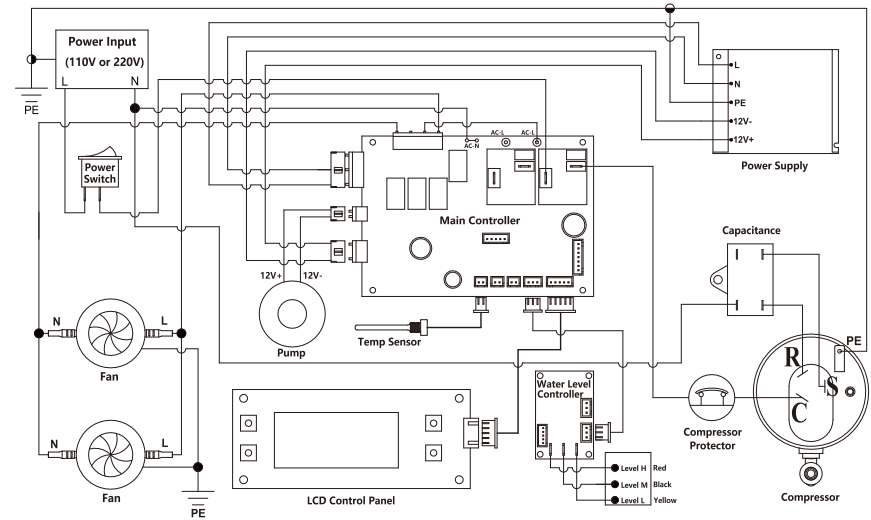 Power Input
(110V or 220V)
L
N
PE
Power
Switch
L
N
PE
12V-
12V+
Power Supply
AC-N
AC-L
AC-L
Main Controller
12V+
12V-
Pump
Temp Sensor
Capacitance
N
L
Fan
N
L
Fan
PE
LCD Control Panel
Water Level
Controller
Level H
Red
Level M
Black
Level L
Yellow
Compressor
Protector
R
S
C
PE
Compressor